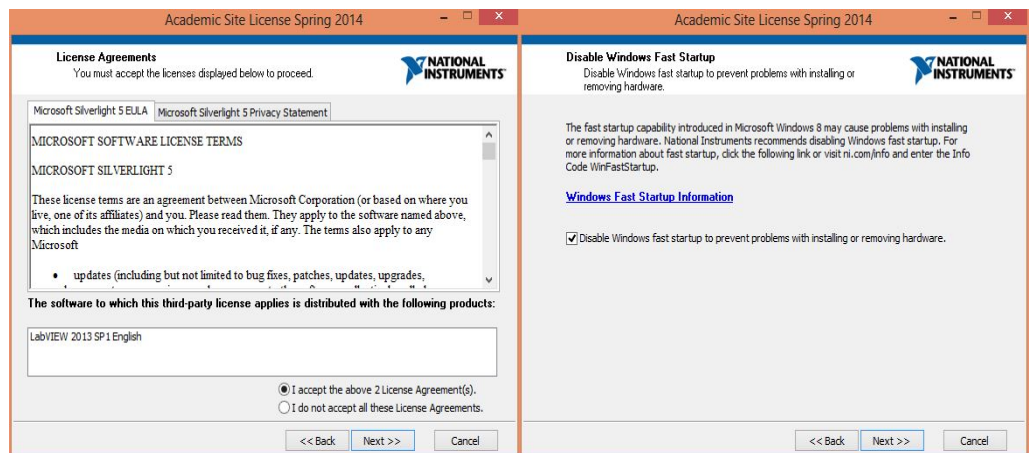 Academic Site License Spring 2014
License Agreements
You must accept the licenses displayed below to proceed.
NATIONAL
INSTRUMENTS
Microsoft Silverlight 5 EULA
Microsoft Silverlight 5 Privacy Statement
MICROSOFT SOFTWARE LICENSE TERMS
MICROSOFT SILVERLIGHT 5
These license terms are an agreement between Microsoft Corporation (or based on where you
live, one of its affiliates) and you. Please read them. They apply to the software named above,
which includes the media on which you received it, if any. The terms also apply to any
Microsoft
• updates (including but not limited to bug fixes, patches, updates, upgrades,
The software to which this third-party license applies is distributed with the following products:
LabVIEW 2013 SP1 English
I accept the above 2 License Agreement(s).
I do not accept all these License Agreements.
<< Back
Next >>
Cancel
Academic Site License Spring 2014
Disable Windows Fast Startup
Disable Windows fast startup to prevent problems with installing or
removing hardware.
NATIONAL
INSTRUMENTS
The fast startup capability introduced in Microsoft Windows 8 may cause problems with installing
or removing hardware. National Instruments recommends disabling Windows fast startup. For
more information about fast startup, click the following link or visit ni.com/info and enter the Info
Code WinFastStartup.
Windows Fast Startup Information
Disable Windows fast startup to prevent problems with installing or removing hardware.
<< Back
Next >>
Cancel